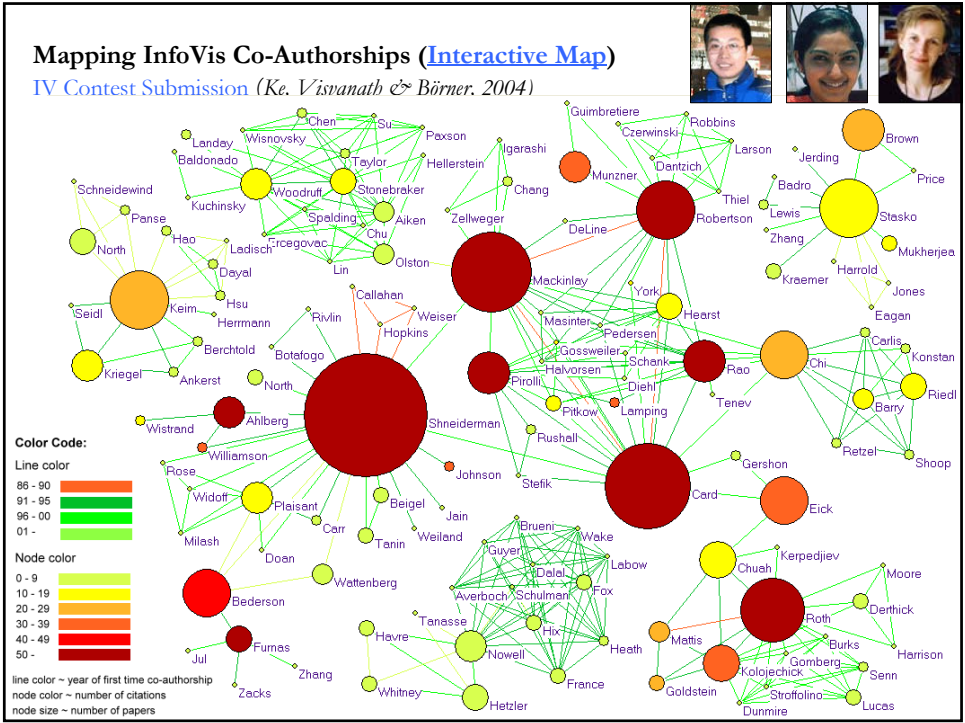 Mapping InfoVis Co-Authorships (Interactive Map)
IV Contest Submission (Ke, Visvanath & Börner, 2004)
Guimbretiere
Robbins
Czerwinski
Larson
Dantzich
Thiel
Munzner
Robertson
DeLine
Chen
Su
Paxson
Wisnovsky
Landay
Baldonado
Taylor
Hellerstein
Woodruff
Stonebraker
Kuchinsky
Spalding
Aiken
Chu
Ercegovac
Lin
Olston
Igarashi
Chang
Zellweger
Mackinlay
Brown
Jerding
Price
Badro
Lewis
Stasko
Zhang
Mukherjea
Kraemer
Harrold
Jones
Eagan
Schneidewind
Panse
North
Hao
Ladisch
Dayal
Keim
Hsu
Herrmann
Seidl
Berchtold
Kriegel
Ankerst
Callahan
Rivlin
Weiser
Hopkins
Botafogo
North
Shneiderman
Ahlberg
Wistrand
Williamson
Johnson
York
Hearst
Masinter
Pedersen
Gossweiler
Schank
Halvorsen
Rao
Pirolli
Diehl
Pitkow
Lamping
Tenev
Rushall
Stefik
Card
Chi
Carlis
Konstan
Riedl
Barry
Retzel
Shoop
Gershon
Eick
Rose
Widoff
Plaisant
Milash
Doan
Carr
Beigel
Jain
Tanin
Weiland
Wattenberg
Bederson
Furnas
Jul
Zhang
Zacks
Brueni
Wake
Guyer
Labow
Dalal
Averboch
Schulman
Fox
Tanasse
Hix
Havre
Nowell
Heath
Whitney
France
Hetzler
Kerpedjiev
Chuah
Moore
Derthick
Roth
Mattis
Burks
Harrison
Kolojechick
Gomberg
Senn
Goldstein
Stroffolino
Lucas
Dunmire
Color Code:
Line color
86 - 90
91 - 95
96 - 00
01 -
Node color
0 - 9
10 - 19
20 - 29
30 - 39
40 - 49
50 -
line color ~ year of first time co-authorship
node color ~ number of citations
node size ~ number of papers